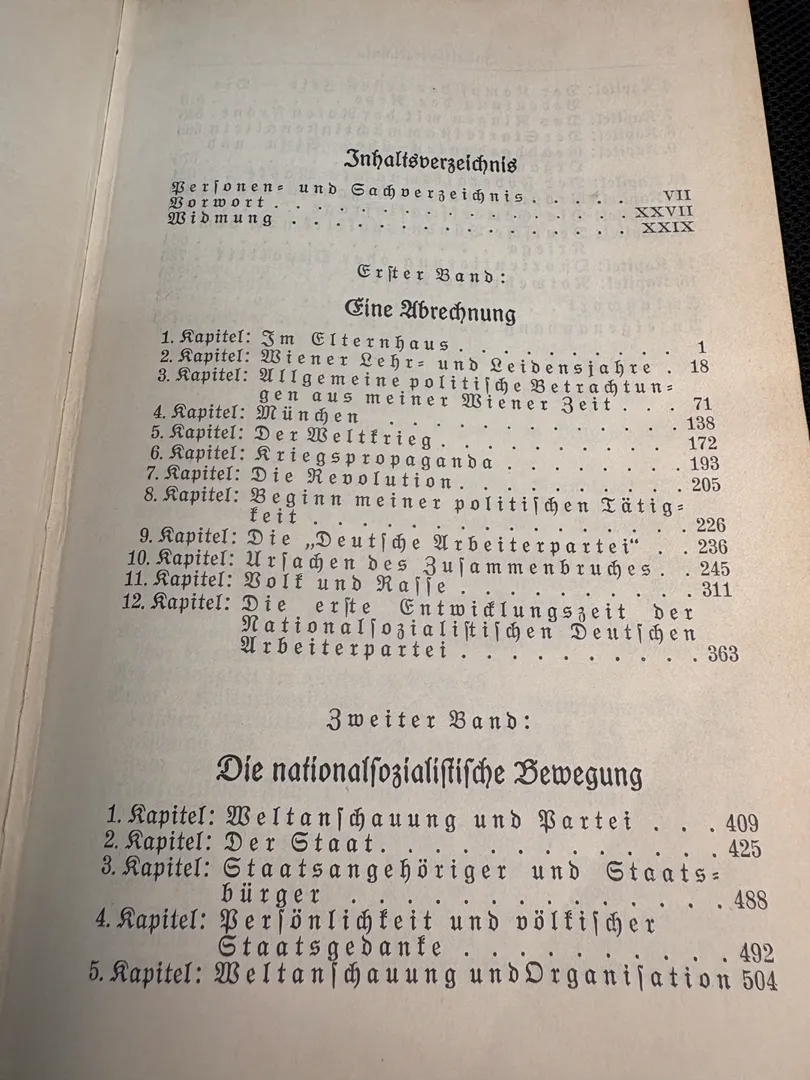 Inhaltsverzeichnis
Personen= und Sachverzeichnis . . . . . VII
Vorwort . . . . . . . . . . . . . . . XXVII
Widmung . . . . . . . . . . . . . . . XXIX
Erster Band:
Eine Abrechnung
1. Kapitel: Im Elternhaus . . . . . . . . . 1
2. Kapitel: Wiener Lehr= und Leidensjahre . 18
3. Kapitel: Allgemeine politische Betrachtun=
gen aus meiner Wiener Zeit . . . 71
4. Kapitel: München . . . . . . . . . . . 138
5. Kapitel: Der Weltkrieg . . . . . . . . . 172
6. Kapitel: Kriegspropaganda . . . . . . . 193
7. Kapitel: Die Revolution . . . . . . . . . 205
8. Kapitel: Beginn meiner politischen Tätig=
keit . . . . . . . . . . . . . . 226
9. Kapitel: Die „Deutsche Arbeiterpartei“ . . 236
10. Kapitel: Ursachen des Zusammenbruches . . 245
11. Kapitel: Volk und Rasse . . . . . . . . . 311
12. Kapitel: Die erste Entwicklungszeit der
Nationalsozialistischen Deutschen
Arbeiterpartei . . . . . . . . . . 363
Zweiter Band:
Die nationalsozialistische Bewegung
1. Kapitel: Weltanschauung und Partei . . . 409
2. Kapitel: Der Staat . . . . . . . . . . . . 425
3. Kapitel: Staatsangehöriger und Staats=
bürger . . . . . . . . . . . . . 488
4. Kapitel: Persönlichkeit und völkischer
Staatsgedanke . . . . . . . . . 492
5. Kapitel: Weltanschauung und Organisation 504